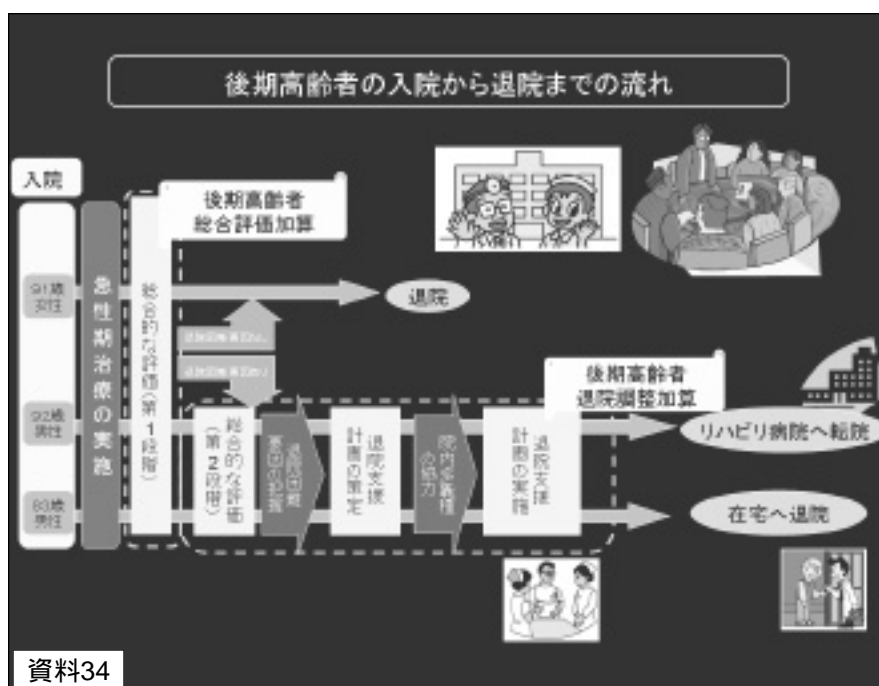 後期高齢者の入院から退院までの流れ
入院
後期高齢者
総合評価加算
91歳
女性
急性期治療の実施
総合的な評価(第1段階)
退院
後期高齢者
退院調整加算
92歳
男性
総合的な評価
(第2段階)
退院困難
要因の把握
退院支援
計画の策定
院内多職種
の協力
退院支援
計画の実施
リハビリ病院へ転院
83歳
男性
在宅へ退院
資料34